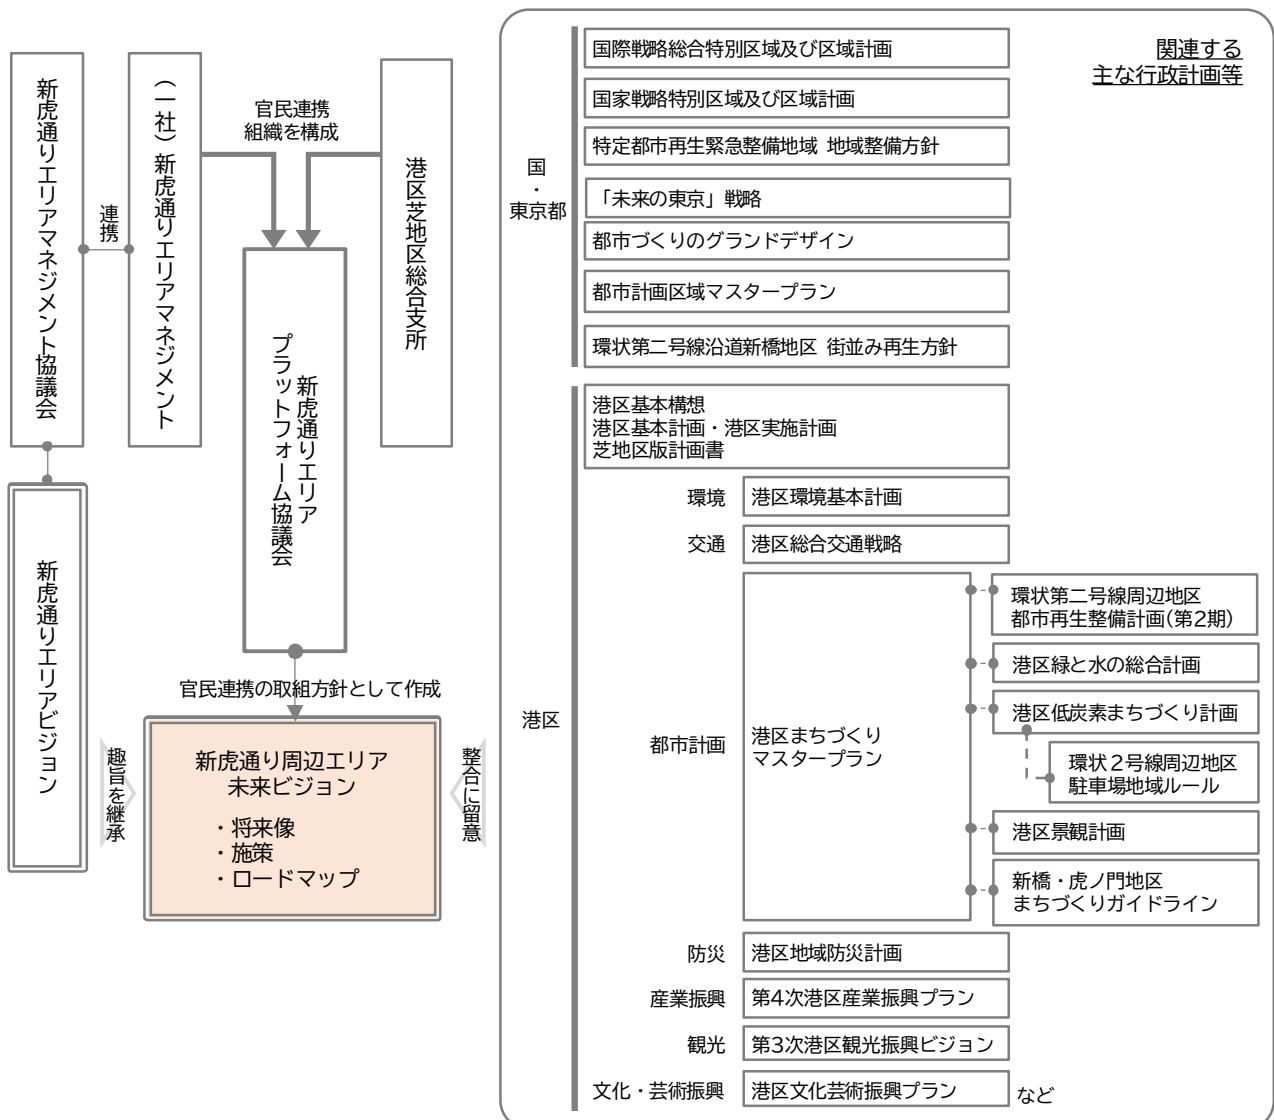 新虎通りエリアマネジメント協議会
連携
(一社)新虎通りエリアマネジメント
官民連携
組織を構成
港区芝地区総合支所
新虎通りエリア
プラットフォーム協議会
新虎通りエリアビジョン
官民連携の取組方針として作成
趣旨を継承
新虎通り周辺エリア
未来ビジョン
・将来像
・施策
・ロードマップ
整合に留意
関連する
主な行政計画等
国
・
東京都
国際戦略総合特別区域及び区域計画
国家戦略特別区域及び区域計画
特定都市再生緊急整備地域 地域整備方針
「未来の東京」戦略
都市づくりのグランドデザイン
都市計画区域マスタープラン
環状第二号線沿道新橋地区 街並み再生方針
港区
港区基本構想
港区基本計画・港区実施計画
芝地区版計画書
環境
港区環境基本計画
交通
港区総合交通戦略
都市計画
港区まちづくり
マスタープラン
環状第二号線周辺地区
都市再生整備計画(第2期)
港区緑と水の総合計画
港区低炭素まちづくり計画
環状2号線周辺地区
駐車場地域ルール
港区景観計画
新橋・虎ノ門地区
まちづくりガイドライン
防災
港区地域防災計画
産業振興
第4次港区産業振興プラン
観光
第3次港区観光振興ビジョン
文化・芸術振興
港区文化芸術振興プラン
など